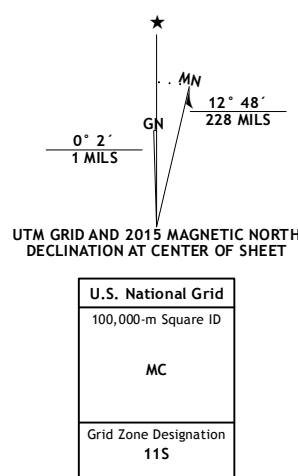 MN
GN
12° 48´
228 MILS
0° 2´
1 MILS
UTM GRID AND 2015 MAGNETIC NORTH
DECLINATION AT CENTER OF SHEET
U.S. National Grid
100,000-m Square ID
MC
Grid Zone Designation
11S